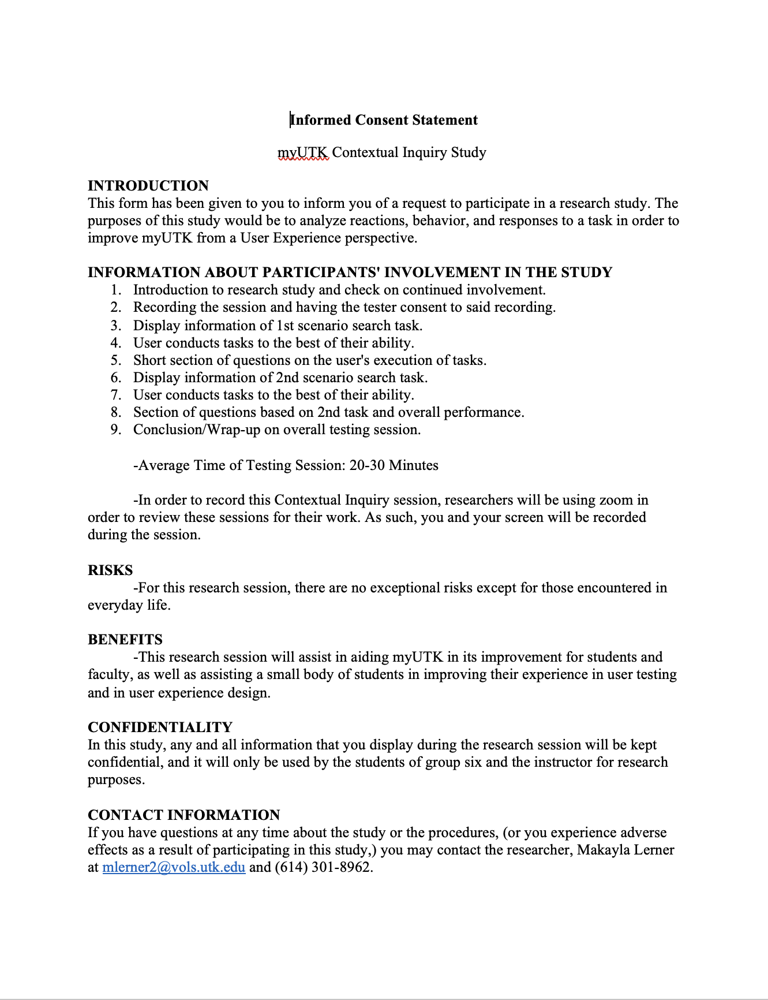 Informed Consent Statement
myUTK Contextual Inquiry Study
INTRODUCTION
This form has been given to you to inform you of a request to participate in a research study. The
purposes of this study would be to analyze reactions, behavior, and responses to a task in order to
improve myUTK from a User Experience perspective.
INFORMATION ABOUT PARTICIPANTS' INVOLVEMENT IN THE STUDY
1. Introduction to research study and check on continued involvement.
2. Recording the session and having the tester consent to said recording.
3. Display information of 1st scenario search task.
4. User conducts tasks to the best of their ability.
5. Short section of questions on the user's execution of tasks.
6. Display information of 2nd scenario search task.
7. User conducts tasks to the best of their ability.
8. Section of questions based on 2nd task and overall performance.
9. Conclusion/Wrap-up on overall testing session.
-Average Time of Testing Session: 20-30 Minutes
-In order to record this Contextual Inquiry session, researchers will be using zoom in
order to review these sessions for their work. As such, you and your screen will be recorded
during the session.
RISKS
-For this research session, there are no exceptional risks except for those encountered in
everyday life.
BENEFITS
-This research session will assist in aiding myUTK in its improvement for students and
faculty, as well as assisting a small body of students in improving their experience in user testing
and in user experience design.
CONFIDENTIALITY
In this study, any and all information that you display during the research session will be kept
confidential, and it will only be used by the students of group six and the instructor for research
purposes.
CONTACT INFORMATION
If you have questions at any time about the study or the procedures, (or you experience adverse
effects as a result of participating in this study,) you may contact the researcher, Makayla Lerner
at mlerner2@vols.utk.edu and (614) 301-8962.